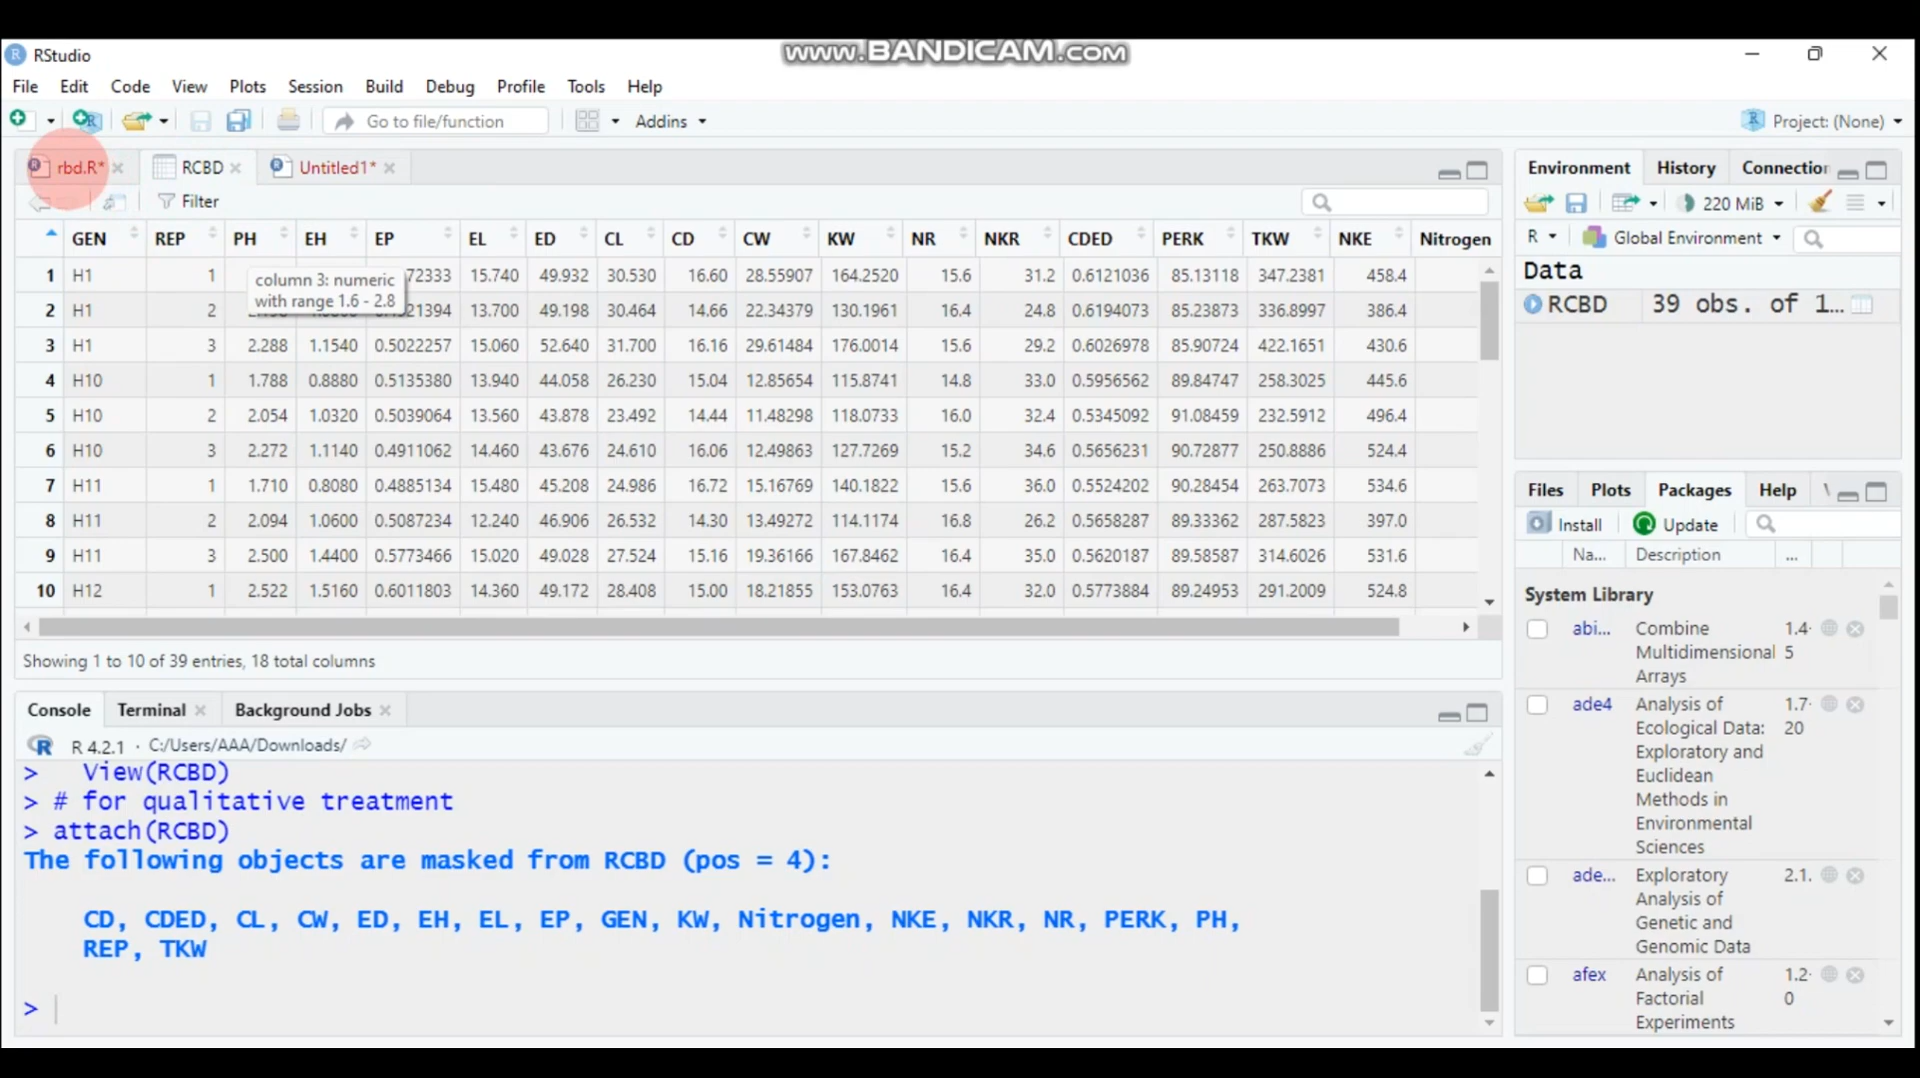 www.BANDICAM.com
RStudio
File Edit Code View Plots Session Build Debug Profile Tools Help
Go to file/function Addins Project: (None)
rbd.R* RCBD Untitled1*
Filter
GEN REP PH EH EP EL ED CL CD CW KW NR NKR CDED PERK TKW NKE Nitrogen
1 H1 1 72333 15.740 49.932 30.530 16.60 28.55907 164.2520 15.6 31.2 0.6121036 85.13118 347.2381 458.4
column 3: numeric
with range 1.6 - 2.8
2 H1 2 21394 13.700 49.198 30.464 14.66 22.34379 130.1961 16.4 24.8 0.6194073 85.23873 336.8997 386.4
3 H1 3 2.288 1.1540 0.5022257 15.060 52.640 31.700 16.16 29.61484 176.0014 15.6 29.2 0.6026978 85.90724 422.1651 430.6
4 H10 1 1.788 0.8880 0.5135380 13.940 44.058 26.230 15.04 12.85654 115.8741 14.8 33.0 0.5956562 89.84747 258.3025 445.6
5 H10 2 2.054 1.0320 0.5039064 13.560 43.878 23.492 14.44 11.48298 118.0733 16.0 32.4 0.5345092 91.08459 232.5912 496.4
6 H10 3 2.272 1.1140 0.4911062 14.460 43.676 24.610 16.06 12.49863 127.7269 15.2 34.6 0.5656231 90.72877 250.8886 524.4
7 H11 1 1.710 0.8080 0.4885134 15.480 45.208 24.986 16.72 15.16769 140.1822 15.6 36.0 0.5524202 90.28454 263.7073 534.6
8 H11 2 2.094 1.0600 0.5087234 12.240 46.906 26.532 14.30 13.49272 114.1174 16.8 26.2 0.5658287 89.33362 287.5823 397.0
9 H11 3 2.500 1.4400 0.5773466 15.020 49.028 27.524 15.16 19.36166 167.8462 16.4 35.0 0.5620187 89.58587 314.6026 531.6
10 H12 1 2.522 1.5160 0.6011803 14.360 49.172 28.408 15.00 18.21855 153.0763 16.4 32.0 0.5773884 89.24953 291.2009 524.8
Showing 1 to 10 of 39 entries, 18 total columns
Console Terminal Background Jobs
R 4.2.1 · C:/Users/AAA/Downloads/
> View(RCBD)
> # for qualitative treatment
> attach(RCBD)
The following objects are masked from RCBD (pos = 4):
CD, CDED, CL, CW, ED, EH, EL, EP, GEN, KW, Nitrogen, NKE, NKR, NR, PERK, PH,
REP, TKW
>
Environment History Connection
220 MiB
R Global Environment
Data
RCBD 39 obs. of 1...
Files Plots Packages Help
Install Update
Na... Description ...
System Library
abi... Combine 1.4-
Multidimensional 5
Arrays
ade4 Analysis of 1.7-
Ecological Data: 20
Exploratory and
Euclidean
Methods in
Environmental
Sciences
ade... Exploratory 2.1.
Analysis of
Genetic and
Genomic Data
afex Analysis of 1.2-
Factorial 0
Experiments